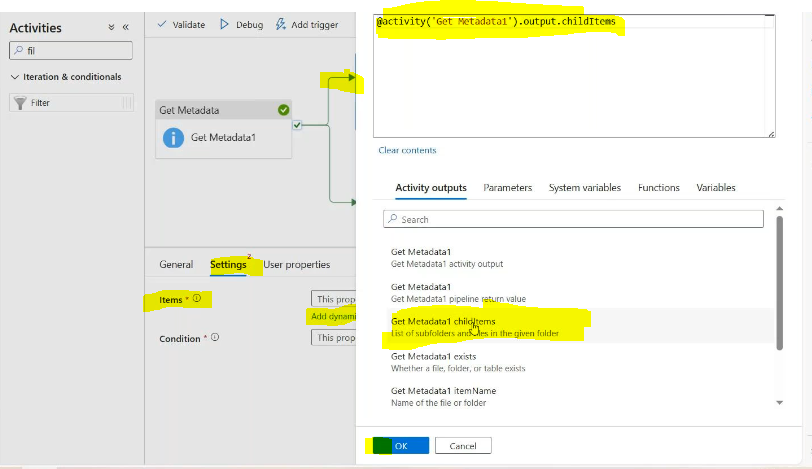 Activities
fil
Iteration & conditionals
Filter
Validate
Debug
Add trigger
Get Metadata
Get Metadata1
General
Settings
2
User properties
Items *
This prop
Add dynami
Condition *
This prop
@activity('Get Metadata1').output.childItems
Clear contents
Activity outputs
Parameters
System variables
Functions
Variables
Search
Get Metadata1
Get Metadata1 activity output
Get Metadata1
Get Metadata1 pipeline return value
Get Metadata1 childItems
List of subfolders and files in the given folder
Get Metadata1 exists
Whether a file, folder, or table exists
Get Metadata1 itemName
Name of the file or folder
OK
Cancel